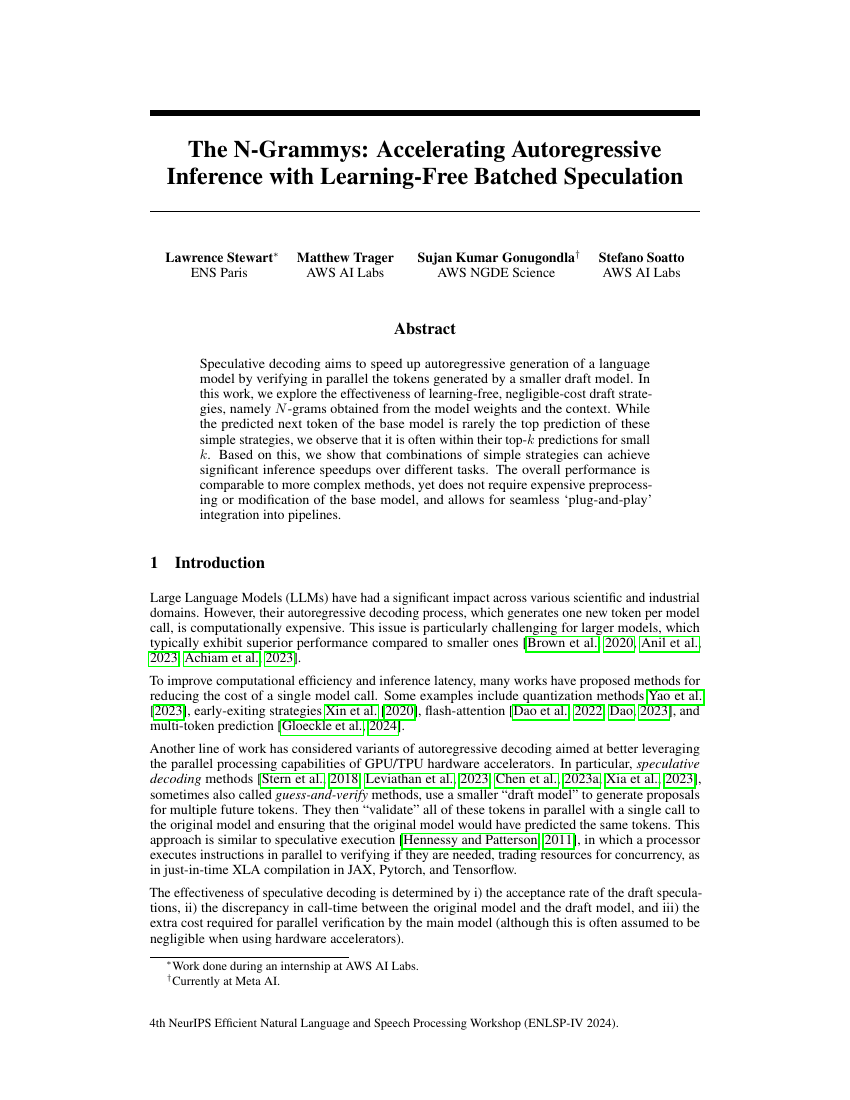 The N-Grammys: Accelerating Autoregressive
Inference with Learning-Free Batched Speculation
Lawrence Stewart* Matthew Trager Sujan Kumar Gonugondla† Stefano Soatto
ENS Paris AWS AI Labs AWS NGDE Science AWS AI Labs
Abstract
Speculative decoding aims to speed up autoregressive generation of a language
model by verifying in parallel the tokens generated by a smaller draft model. In
this work, we explore the effectiveness of learning-free, negligible-cost draft strate-
gies, namely N-grams obtained from the model weights and the context. While
the predicted next token of the base model is rarely the top prediction of these
simple strategies, we observe that it is often within their top-k predictions for small
k. Based on this, we show that combinations of simple strategies can achieve
significant inference speedups over different tasks. The overall performance is
comparable to more complex methods, yet does not require expensive preprocess-
ing or modification of the base model, and allows for seamless ‘plug-and-play’
integration into pipelines.
1 Introduction
Large Language Models (LLMs) have had a significant impact across various scientific and industrial
domains. However, their autoregressive decoding process, which generates one new token per model
call, is computationally expensive. This issue is particularly challenging for larger models, which
typically exhibit superior performance compared to smaller ones [Brown et al., 2020, Anil et al.,
2023, Achiam et al., 2023].
To improve computational efficiency and inference latency, many works have proposed methods for
reducing the cost of a single model call. Some examples include quantization methods Yao et al.
[2023], early-exiting strategies Xin et al. [2020], flash-attention [Dao et al., 2022, Dao, 2023], and
multi-token prediction [Gloeckle et al., 2024].
Another line of work has considered variants of autoregressive decoding aimed at better leveraging
the parallel processing capabilities of GPU/TPU hardware accelerators. In particular, speculative
decoding methods [Stern et al., 2018, Leviathan et al., 2023, Chen et al., 2023a, Xia et al., 2023],
sometimes also called guess-and-verify methods, use a smaller “draft model” to generate proposals
for multiple future tokens. They then “validate” all of these tokens in parallel with a single call to
the original model and ensuring that the original model would have predicted the same tokens. This
approach is similar to speculative execution [Hennessy and Patterson, 2011], in which a processor
executes instructions in parallel to verifying if they are needed, trading resources for concurrency, as
in just-in-time XLA compilation in JAX, Pytorch, and Tensorflow.
The effectiveness of speculative decoding is determined by i) the acceptance rate of the draft specula-
tions, ii) the discrepancy in call-time between the original model and the draft model, and iii) the
extra cost required for parallel verification by the main model (although this is often assumed to be
negligible when using hardware accelerators).
*Work done during an internship at AWS AI Labs.
†Currently at Meta AI.
4th NeurIPS Efficient Natural Language and Speech Processing Workshop (ENLSP-IV 2024).